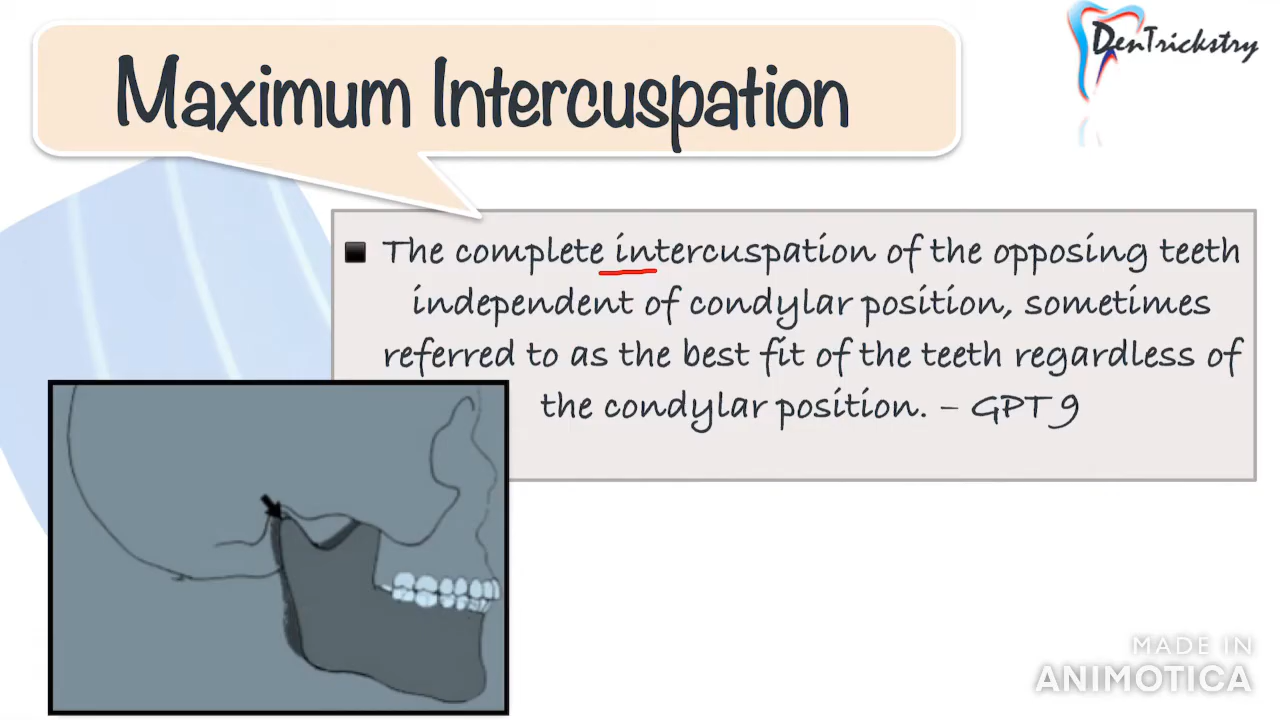 Maximum Intercuspation
DenTrickstry
The complete intercuspation of the opposing teeth
independent of condylar position, sometimes
referred to as the best fit of the teeth regardless of
the condylar position. – GPT 9
MADE IN
ANIMOTICA